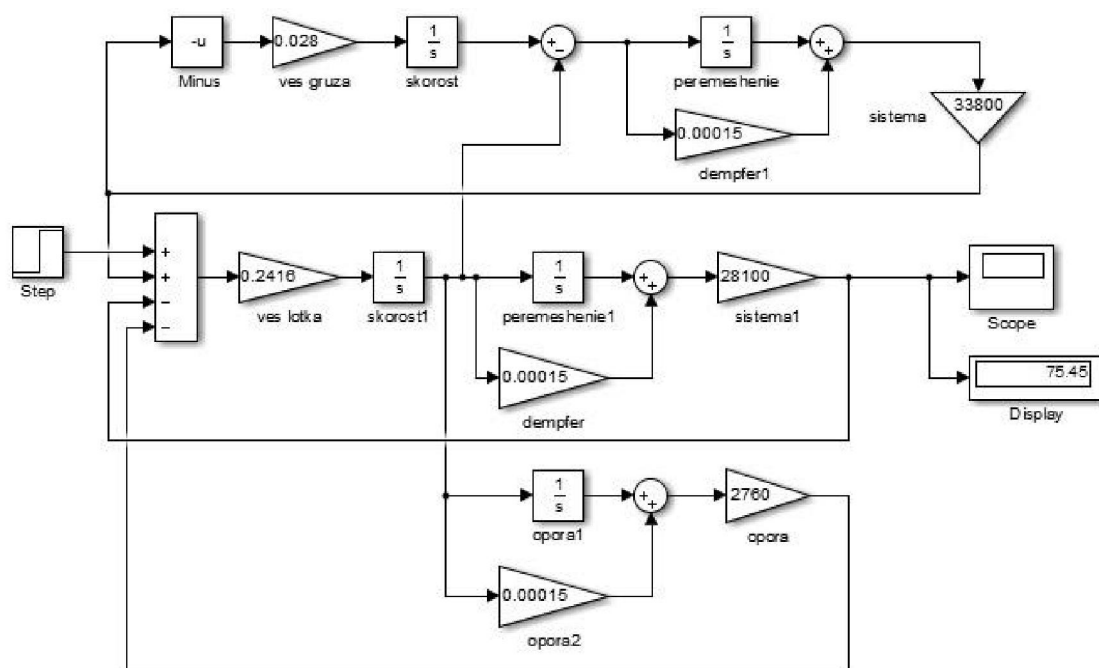 -u
Minus
0.028
ves gruza
1
s
skorost
+
−
1
s
peremeshenie
+
+
0.00015
dempfer1
33800
sistema
Step
+
+
−
−
0.2416
ves lotka
1
s
skorost1
1
s
peremeshenie1
+
+
0.00015
dempfer
28100
sistema1
Scope
75.45
Display
1
s
opora1
+
+
0.00015
opora2
2760
opora